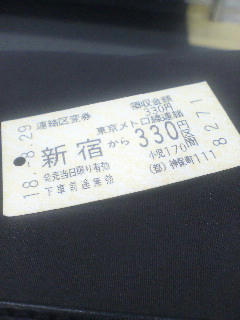 連絡区変券
領収金額
330円
東京メトロ線連絡
新宿から330円区間
小児170
発売当日限り有効
下車前途無効
神保町111
18.-8.29
8271